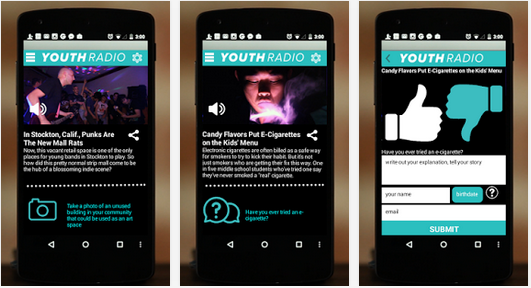 2:00
YOUTH RADIO
In Stockton, Calif., Punks Are
The New Mall Rats
Now, this vacant retail space is one of the only
places for young bands in Stockton to play. So
how did this pretty normal strip mall come to be
the hub of a blossoming indie scene?
Take a photo of an unused
building in your community
that could be used as an art
space
2:00
YOUTH RADIO
Candy Flavors Put E-Cigarettes
on the Kids' Menu
Electronic cigarettes are often billed as a safe way
for smokers to try to kick their habit. But it's not
just smokers who are getting their fix this way. One
in five middle school students who've tried one say
they've never smoked a "real" cigarette.
Have you ever tried an e-
cigarette?
2:00
YOUTH RADIO
Candy Flavors Put E-Cigarettes on the Kids' Menu
Have you ever tried an e-cigarette?
write out your explanation, tell your story
your name
birthdate
?
email
SUBMIT